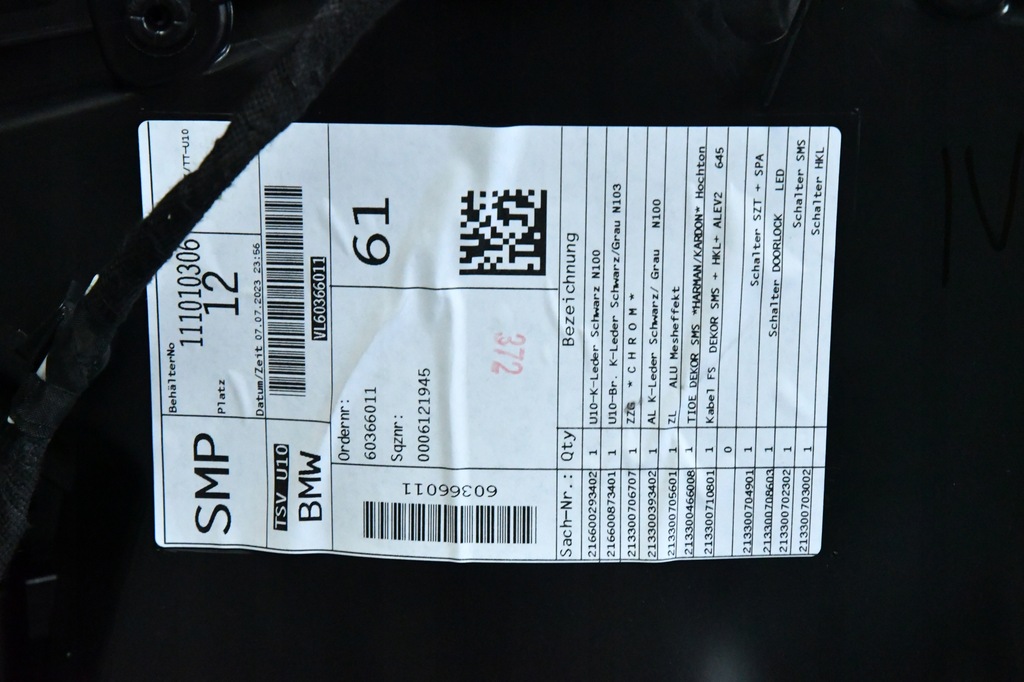 SMP
BehälterNo
111010306
/TT-U10
Platz
12
Datum/Zeit 07.07.2023 23:56
TSV U10
BMW
VL60366011
Ordernr:
60366011
Sqznr:
0006121945
61
60366011
372
Sach-Nr.: Qty Bezeichnung
216600293402 1 U10-K-Leder Schwarz N100
216600873401 1 U10-Br. K-Leder Schwarz/Grau N103
213300706707 1 ZZG * C H R O M *
213300393402 1 AL K-Leder Schwarz/ Grau N100
213300705601 1 ZL ALU Mesheffekt
213300466008 1 TIOE DEKOR SMS *HARMAN/KARDON* Hochton
213300710801 1 Kabel FS DEKOR SMS + HKL+ ALEV2 645
0
213300704901 1 Schalter SZT + SPA
213300708603 1 Schalter DOORLOCK LED
213300702302 1 Schalter SMS
213300703002 1 Schalter HKL